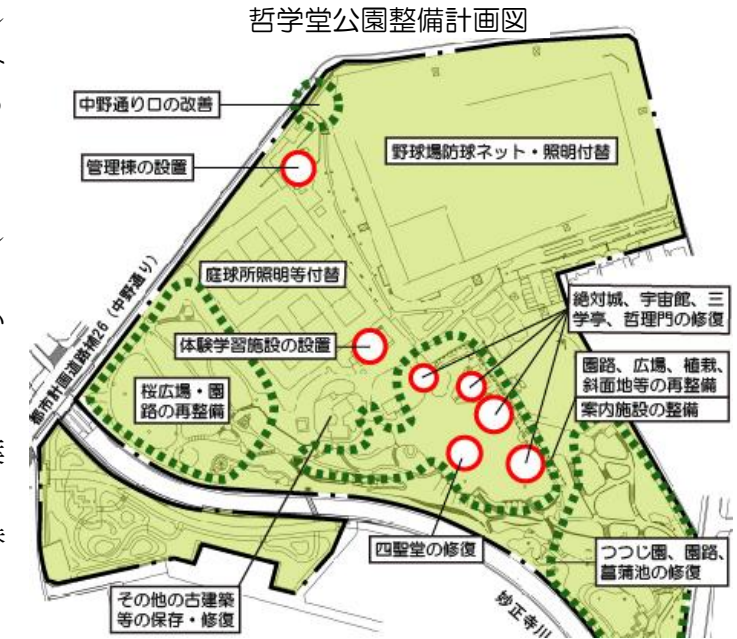 哲学堂公園整備計画図
中野通り口の改善
管理棟の設置
野球場防球ネット・照明付替
庭球所照明等付替
都市計画道路補26（中野通り）
絶対城、宇宙館、三
学亭、哲理門の修復
体験学習施設の設置
園路、広場、植栽、
斜面地等の再整備
案内施設の整備
桜広場・園
路の再整備
四聖堂の修復
つつじ園、園路、
菖蒲池の修復
その他の古建築
等の保存・修復
妙正寺川